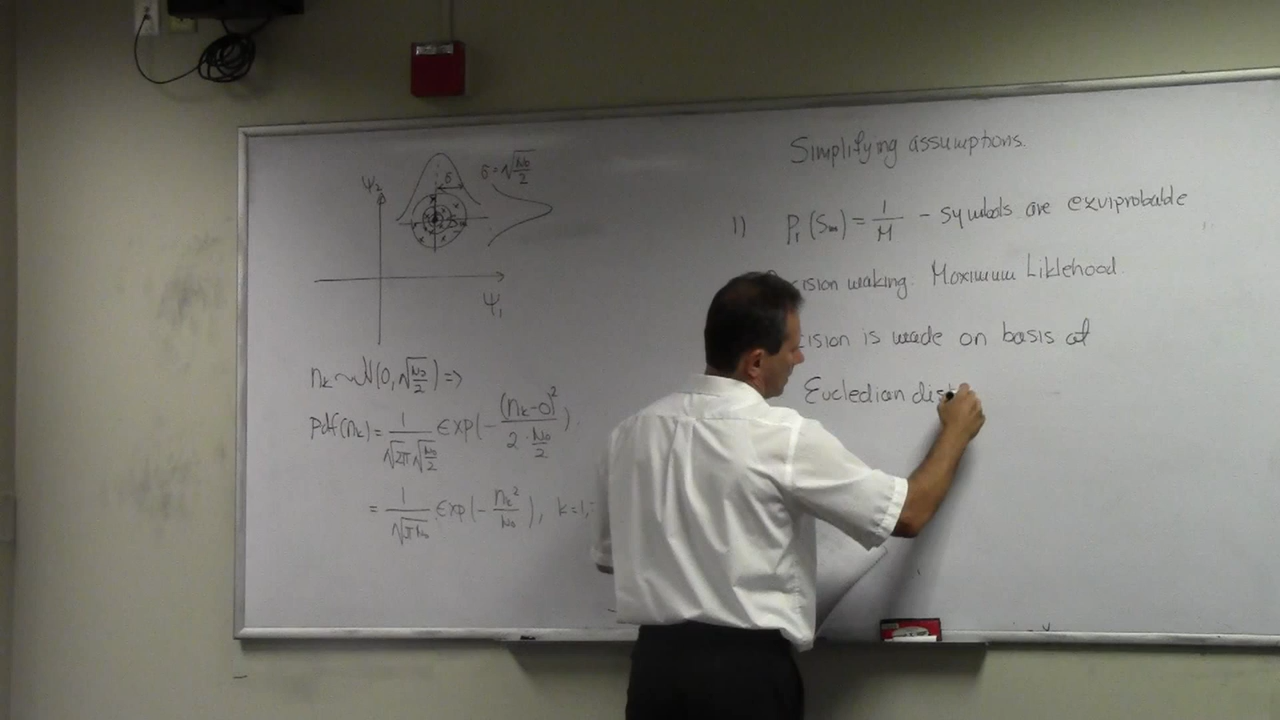 Ψ2
σ
σ=√(N0/2)
Ψ1
nk ~ N(0, √(N0/2)) =>
pdf(nk) = 1/(√2π √(N0/2)) exp(-(nk-0)²/(2·N0/2)).
= 1/√(πN0) exp(-nk²/N0), k=1,
Simplifying assumptions.
1) Pr(Sm) = 1/M - symbols are equiprobable
cision making. Maximum Liklehood.
cision is made on basis of
Eucledian dist